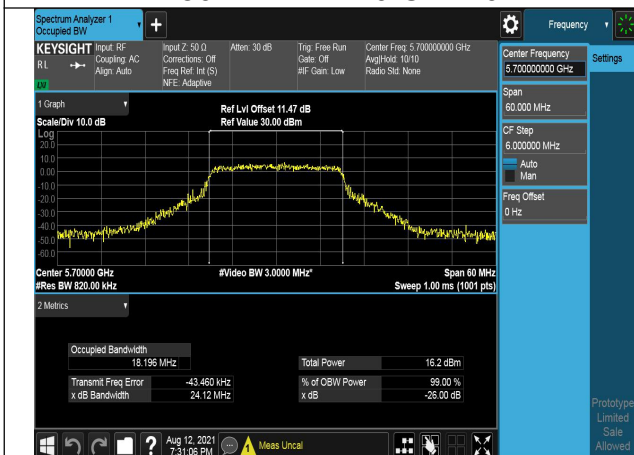 Spectrum Analyzer 1
Occupied BW
+
Frequency
KEYSIGHT
RL
LXI
Input: RF
Coupling: AC
Align: Auto
Input Z: 50 Ω
Corrections: Off
Freq Ref: Int (S)
NFE: Adaptive
Atten: 30 dB
Trig: Free Run
Gate: Off
#IF Gain: Low
Center Freq: 5.700000000 GHz
Avg|Hold: 10/10
Radio Std: None
Center Frequency
5.700000000 GHz
Settings
Span
60.000 MHz
CF Step
6.000000 MHz
Auto
Man
Freq Offset
0 Hz
1 Graph
Scale/Div 10.0 dB
Ref Lvl Offset 11.47 dB
Ref Value 30.00 dBm
Log
20.0
10.0
0.00
-10.0
-20.0
-30.0
-40.0
-50.0
-60.0
Center 5.70000 GHz
#Res BW 820.00 kHz
#Video BW 3.0000 MHz*
Span 60 MHz
Sweep 1.00 ms (1001 pts)
2 Metrics
Occupied Bandwidth
18.196 MHz
Total Power 16.2 dBm
Transmit Freq Error -43.460 kHz
% of OBW Power 99.00 %
x dB Bandwidth 24.12 MHz
x dB -26.00 dB
Prototype
Limited
Sale
Allowed
?
Aug 12, 2021
7:31:06 PM
Meas Uncal